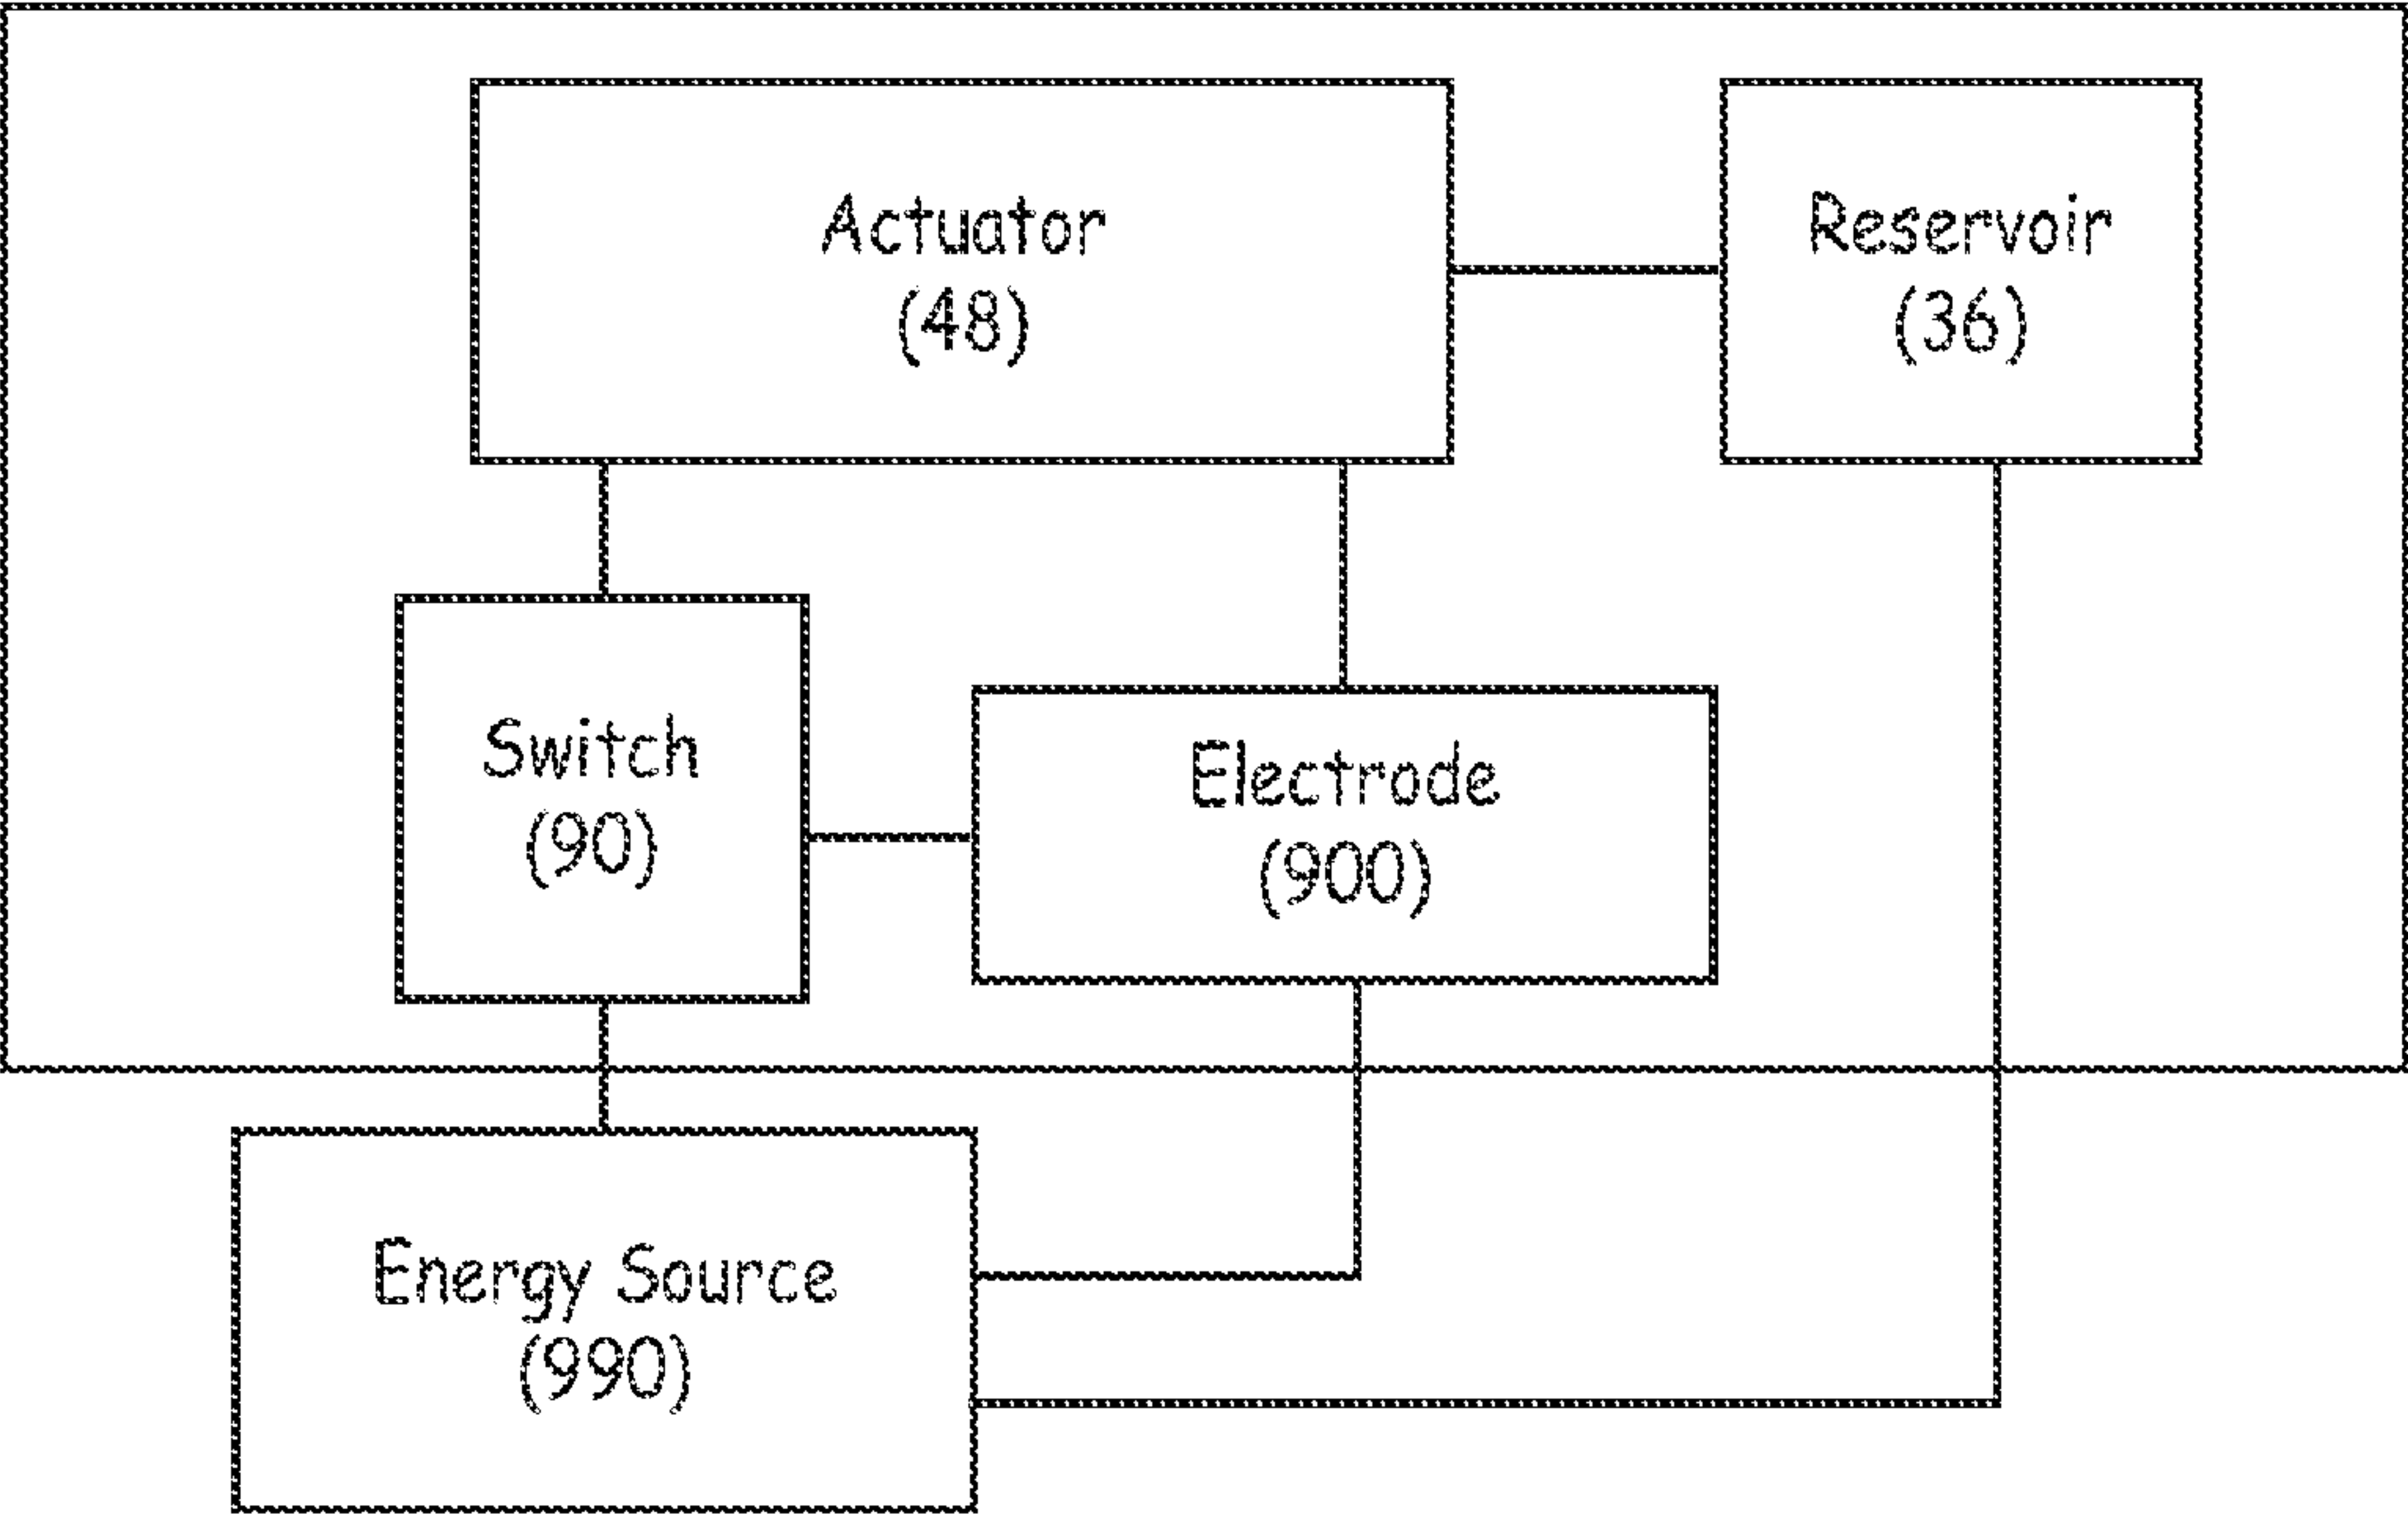 Actuator
(48)
Reservoir
(36)
Switch
(90)
Electrode
(900)
Energy Source
(990)